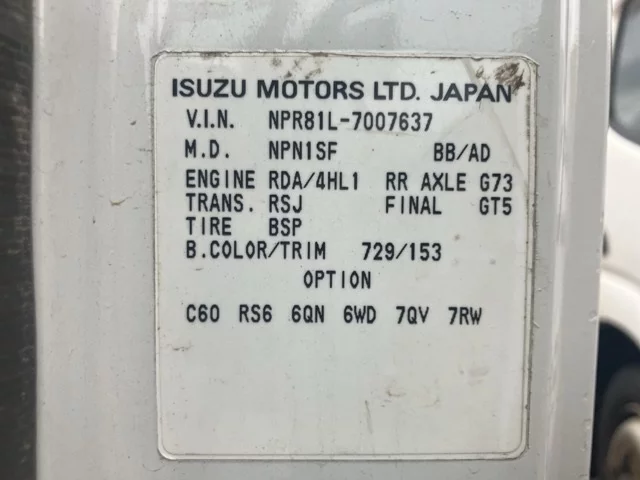 ISUZU MOTORS LTD. JAPAN
V.I.N. NPR81L-7007637
M.D. NPN1SF BB/AD
ENGINE RDA/4HL1 RR AXLE G73
TRANS. RSJ FINAL GT5
TIRE BSP
B.COLOR/TRIM 729/153
OPTION
C60 RS6 6QN 6WD 7QV 7RW